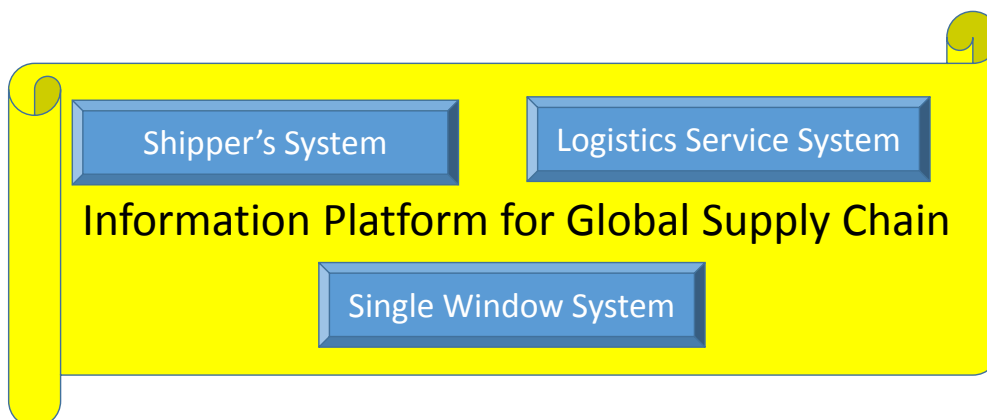 Shipper’s System
Logistics Service System
Information Platform for Global Supply Chain
Single Window System